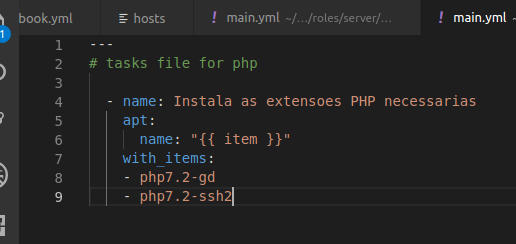 book.yml
hosts
! main.yml ~/.../roles/server/...
! main.yml ~/...
1
1 ---
2 # tasks file for php
3
4 - name: Instala as extensoes PHP necessarias
5 apt:
6 name: "{{ item }}"
7 with_items:
8 - php7.2-gd
9 - php7.2-ssh2